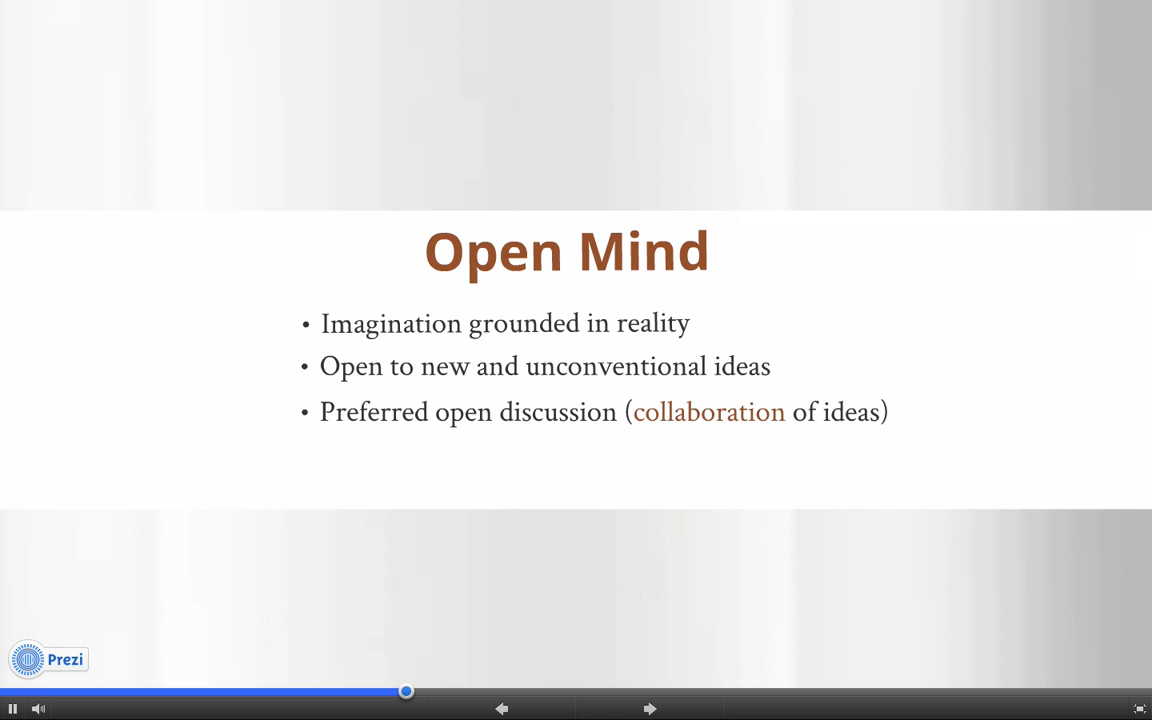 Open Mind
• Imagination grounded in reality
• Open to new and unconventional ideas
• Preferred open discussion (collaboration of ideas)
Prezi